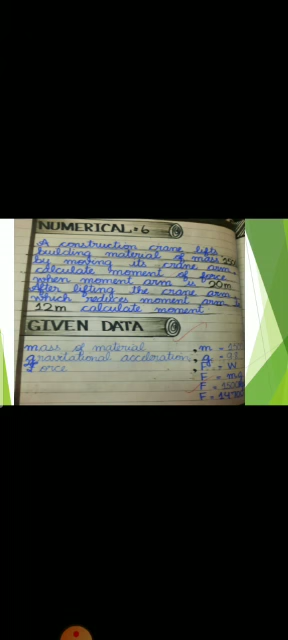 NUMERICAL.6
A construction crane lifts
building material of mass
by moving its crane arm.
calculate moment of force
when moment arm is 20m
After lifting the crane arm
which reduces moment arm is
12m calculate moment
GIVEN DATA
mass of material m =
gravitational acceleration g =
Force F = W
F = mg
F =
F =